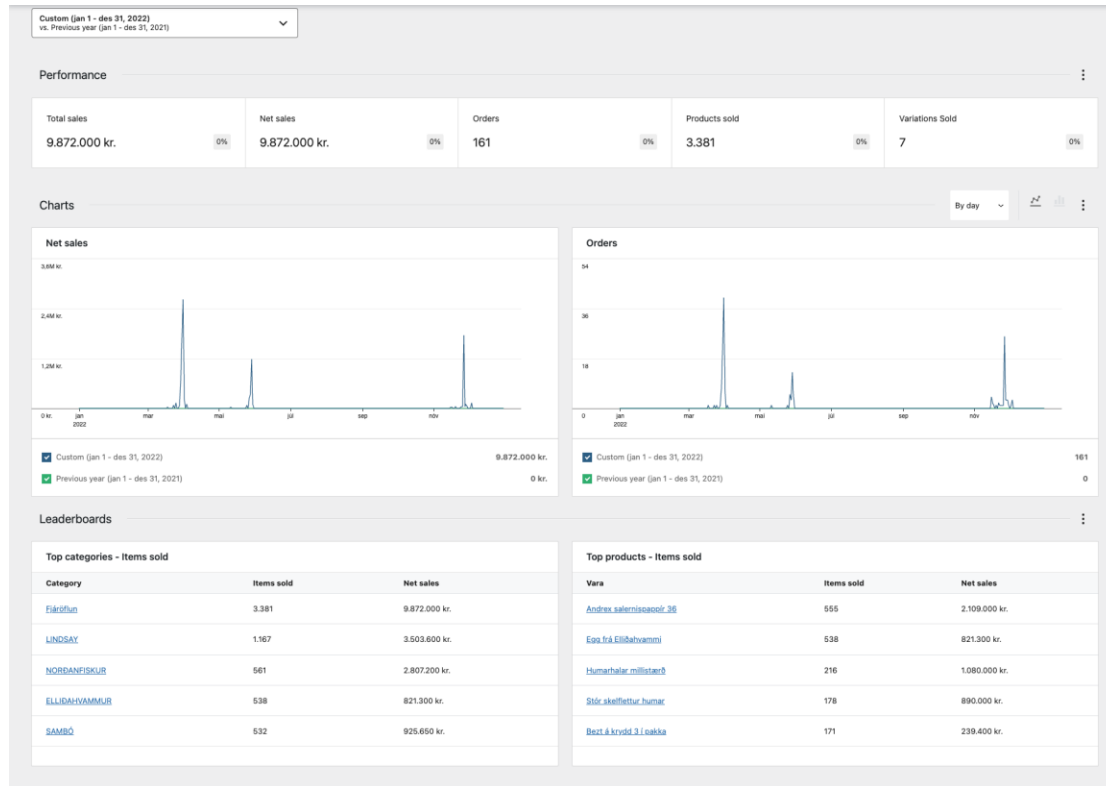 Custom (jan 1 - des 31, 2022)
vs. Previous year (jan 1 - des 31, 2021)
Performance
Total sales
9.872.000 kr. 0%
Net sales
9.872.000 kr. 0%
Orders
161 0%
Products sold
3.381 0%
Variations Sold
7 0%
Charts
By day
Net sales
3,6M kr.
2,4M kr.
1,2M kr.
0 kr.
jan mar maí júl sep nóv
2022
Custom (jan 1 - des 31, 2022) 9.872.000 kr.
Previous year (jan 1 - des 31, 2021) 0 kr.
Orders
54
36
18
0
jan mar maí júl sep nóv
2022
Custom (jan 1 - des 31, 2022) 161
Previous year (jan 1 - des 31, 2021) 0
Leaderboards
Top categories - Items sold
Category Items sold Net sales
Fjáröflun 3.381 9.872.000 kr.
LINDSAY 1.167 3.503.600 kr.
NORÐANFISKUR 561 2.807.200 kr.
ELLIÐAHVAMMUR 538 821.300 kr.
SAMBÓ 532 925.650 kr.
Top products - Items sold
Vara Items sold Net sales
Andrex salernispappír 36 555 2.109.000 kr.
Egg frá Elliðahvammi 538 821.300 kr.
Humarhalar millistærð 216 1.080.000 kr.
Stór skelflettur humar 178 890.000 kr.
Bezt á krydd 3 í pakka 171 239.400 kr.